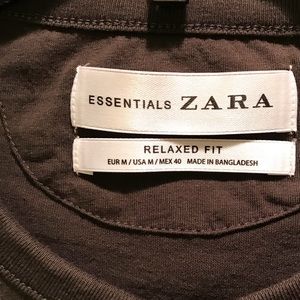 ESSENTIALS ZARA
RELAXED FIT
EUR M / USA M / MEX 40 MADE IN BANGLADESH